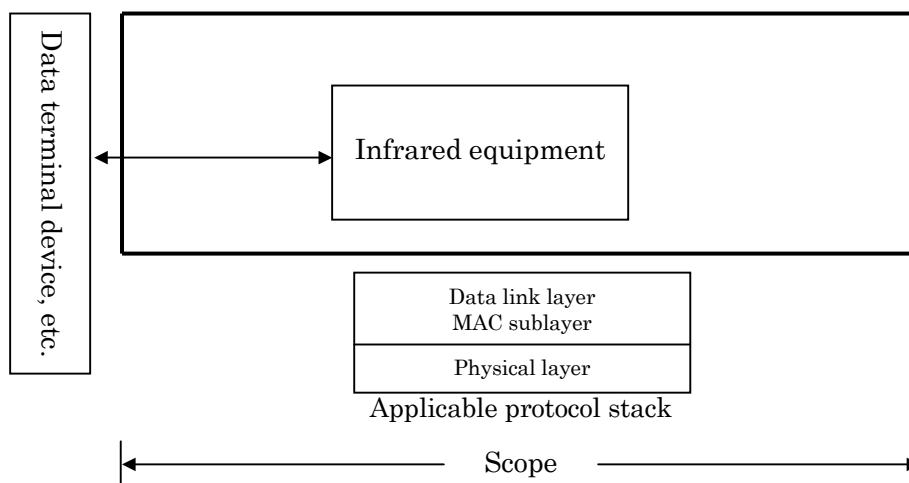 Data terminal device, etc.
Infrared equipment
Data link layer
MAC sublayer
Physical layer
Applicable protocol stack
Scope